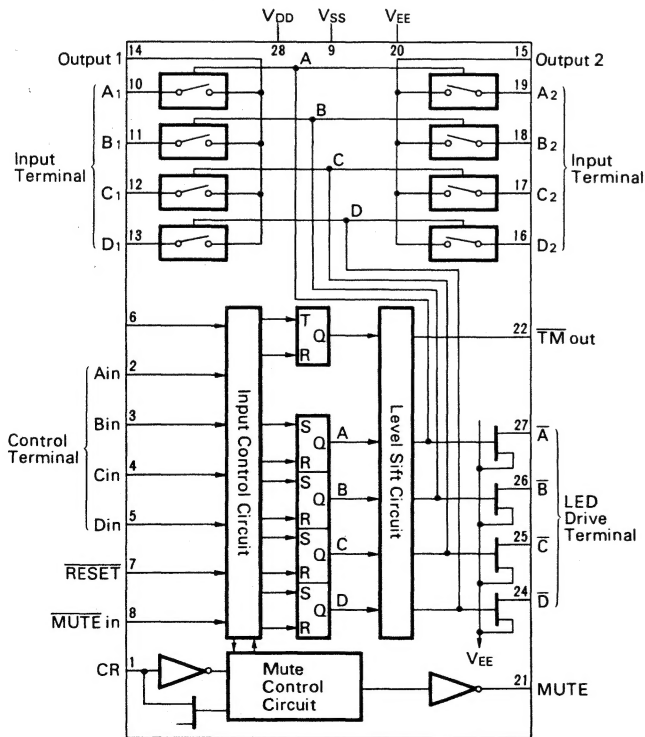 VDD VSS VEE
28 9 20
14 15
Output 1 Output 2
A
10 19
A1 A2
B
11 18
B1 B2
Input Terminal Input Terminal
C
12 17
C1 C2
D
13 16
D1 D2
6
T
Q
R
22
TM out
2
Ain
3
Bin
Control Terminal
4
Cin
5
Din
7
RESET
8
MUTE in
Input Control Circuit
S
Q A
R
S
Q B
R
S
Q C
R
S
Q D
R
Level Sift Circuit
27
A
26
B
25
C
24
D
LED
Drive
Terminal
VEE
1
CR
Mute
Control
Circuit
21
MUTE